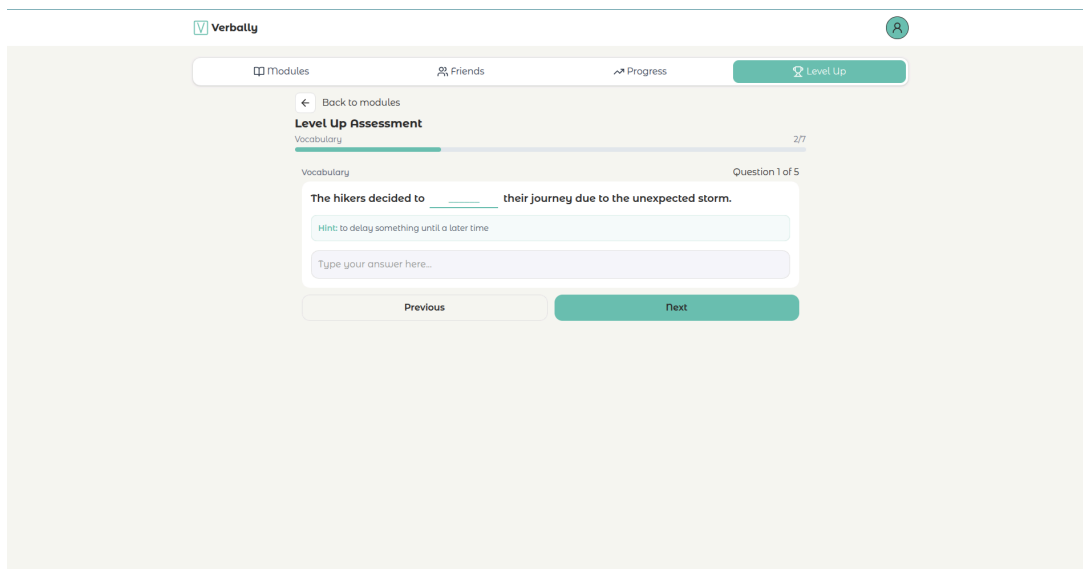 V Verbally
Modules Friends Progress Level Up
Back to modules
Level Up Assessment
Vocabulary 2/7
Vocabulary Question 1 of 5
The hikers decided to ______ their journey due to the unexpected storm.
Hint: to delay something until a later time
Type your answer here...
Previous Next